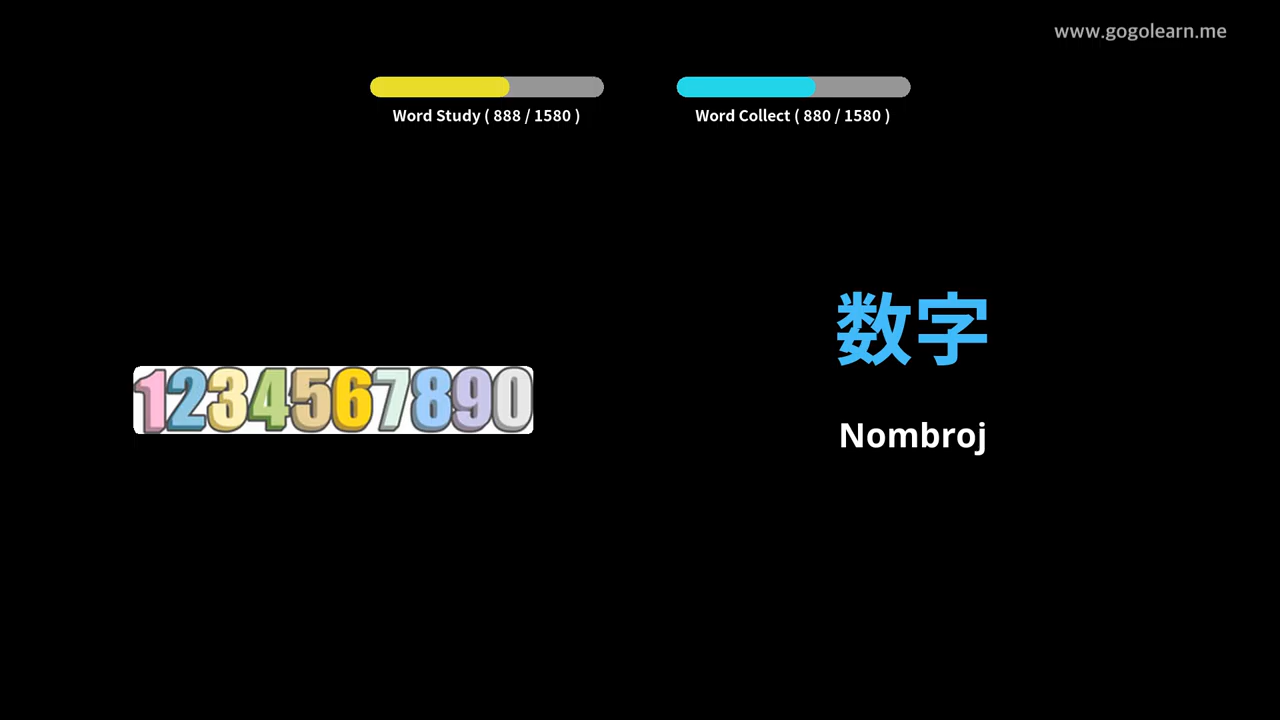 www.gogolearn.me
Word Study ( 888 / 1580 )
Word Collect ( 880 / 1580 )
数字
1234567890
Nombroj